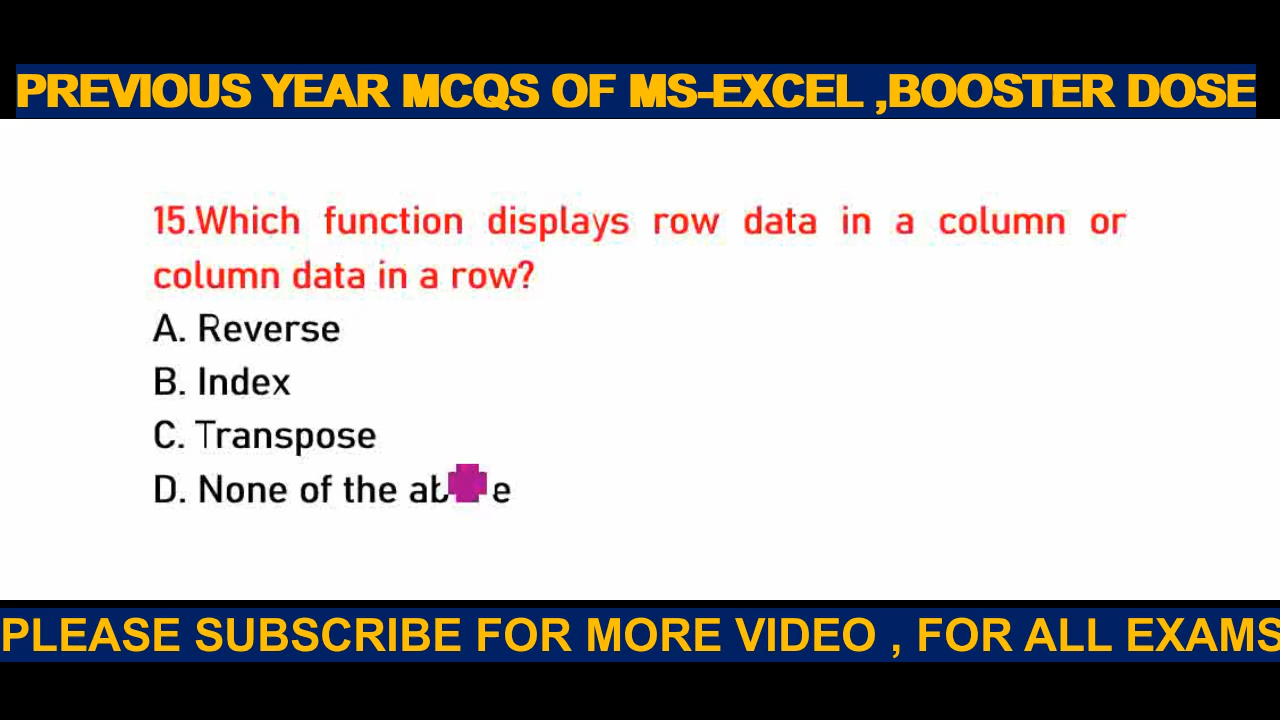 PREVIOUS YEAR MCQS OF MS-EXCEL ,BOOSTER DOSE
15.Which function displays row data in a column or
column data in a row?
A. Reverse
B. Index
C. Transpose
D. None of the
PLEASE SUBSCRIBE FOR MORE VIDEO , FOR ALL EXAMS